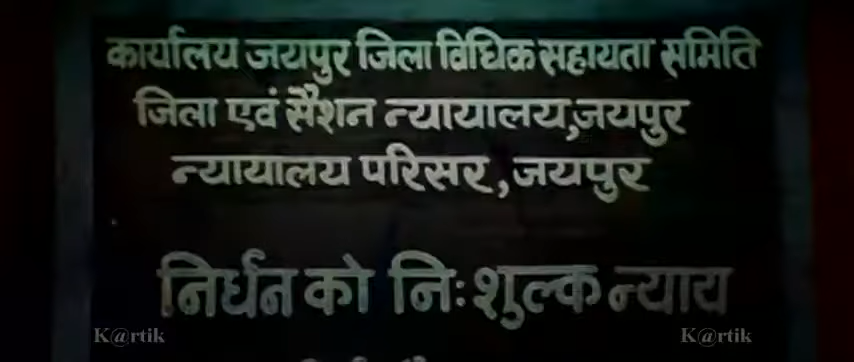 कार्यालय जयपुर जिला विधिक सहायता समिति
जिला एवं सैशन न्यायालय,जयपुर
न्यायालय परिसर,जयपुर
निर्धन को निःशुल्क न्याय
K@rtik K@rtik